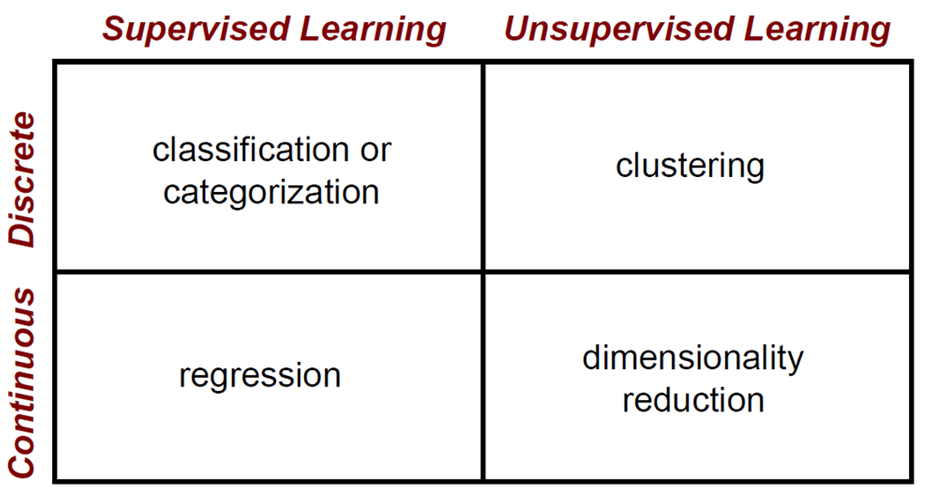 Supervised Learning
Unsupervised Learning
Discrete
classification or
categorization
clustering
Continuous
regression
dimensionality
reduction